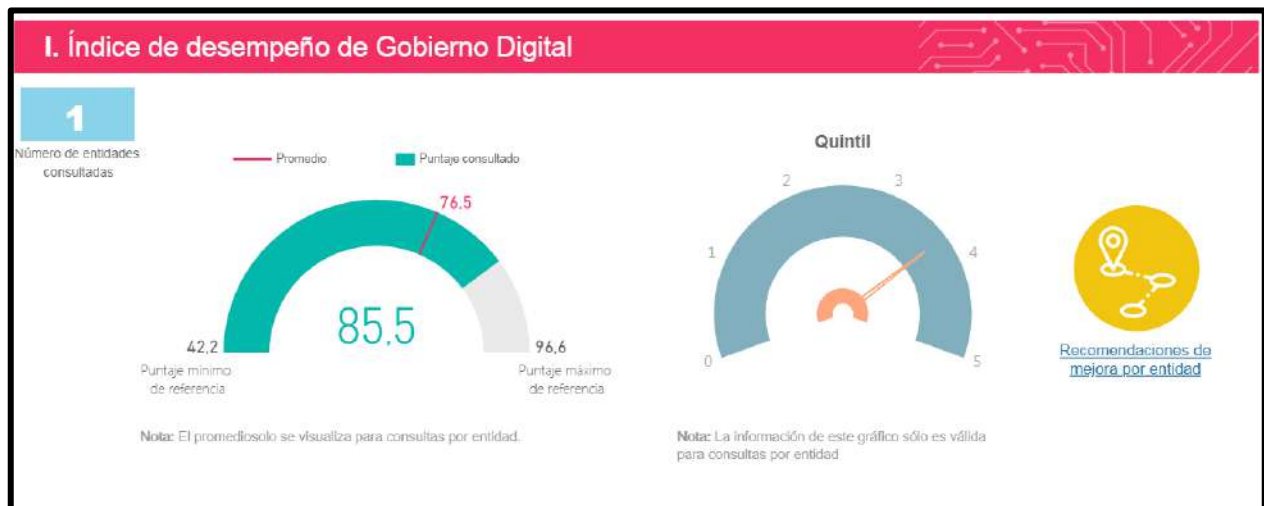 I. Índice de desempeño de Gobierno Digital
1
Número de entidades
consultadas
Promedio
Puntaje consultado
76,5
85,5
42,2
Puntaje mínimo
de referencia
96,6
Puntaje máximo
de referencia
Nota: El promediosolo se visualiza para consultas por entidad.
Quintil
0
1
2
3
4
5
Nota: La información de este gráfico sólo es válida
para consultas por entidad
Recomendaciones de
mejora por entidad